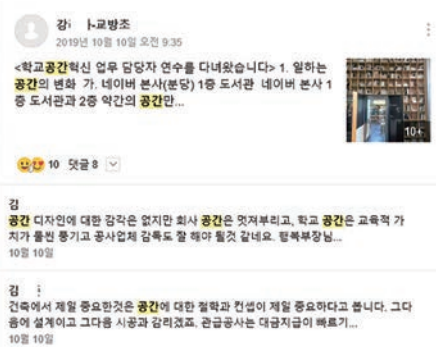 강
교방초
2019년 10월 10일 오전 9:35
<학교공간혁신 업무 담당자 연수를 다녀왔습니다> 1. 일하는
공간의 변화 가. 네이버 본사(분당) 1층 도서관 네이버 본사 1
층 도서관과 2층 약간의 공간만...
10+
10 댓글 8
김
공간 디자인에 대한 감각은 없지만 회사 공간은 멋져부리고, 학교 공간은 교육적 가
치가 물씬 풍기고 공사업체 감독도 잘 해야 될것 같네요. 행복부장님...
10월 10일
김
건축에서 제일 중요한것은 공간에 대한 철학과 컨셉이 제일 중요하다고 봅니다. 그다
음에 설계이고 그다음 시공과 감리겠죠. 관급공사는 대금지급이 빠르기...
10월 10일